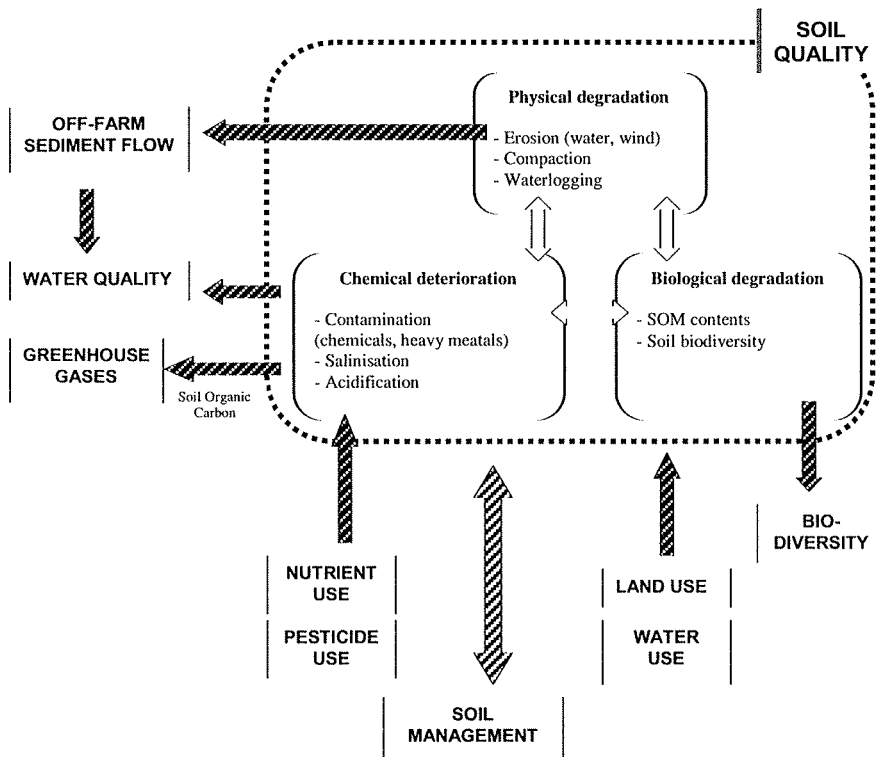 SOIL
QUALITY
Physical degradation
- Erosion (water, wind)
- Compaction
- Waterlogging
OFF-FARM
SEDIMENT FLOW
WATER QUALITY
GREENHOUSE
GASES
Soil Organic
Carbon
Chemical deterioration
- Contamination
(chemicals, heavy meatals)
- Salinisation
- Acidification
Biological degradation
- SOM contents
- Soil biodiversity
BIO-
DIVERSITY
NUTRIENT
USE
PESTICIDE
USE
LAND USE
WATER
USE
SOIL
MANAGEMENT